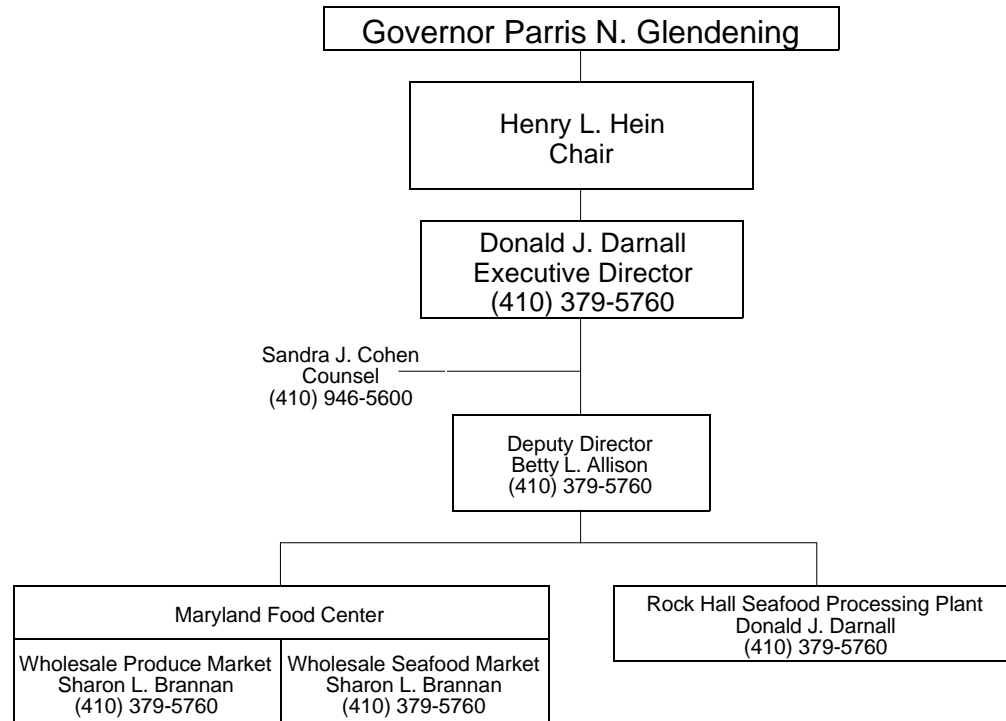 Governor Parris N. Glendening
Henry L. Hein
Chair
Donald J. Darnall
Executive Director
(410) 379-5760
Sandra J. Cohen
Counsel
(410) 946-5600
Deputy Director
Betty L. Allison
(410) 379-5760
Maryland Food Center
Wholesale Produce Market
Sharon L. Brannan
(410) 379-5760
Wholesale Seafood Market
Sharon L. Brannan
(410) 379-5760
Rock Hall Seafood Processing Plant
Donald J. Darnall
(410) 379-5760